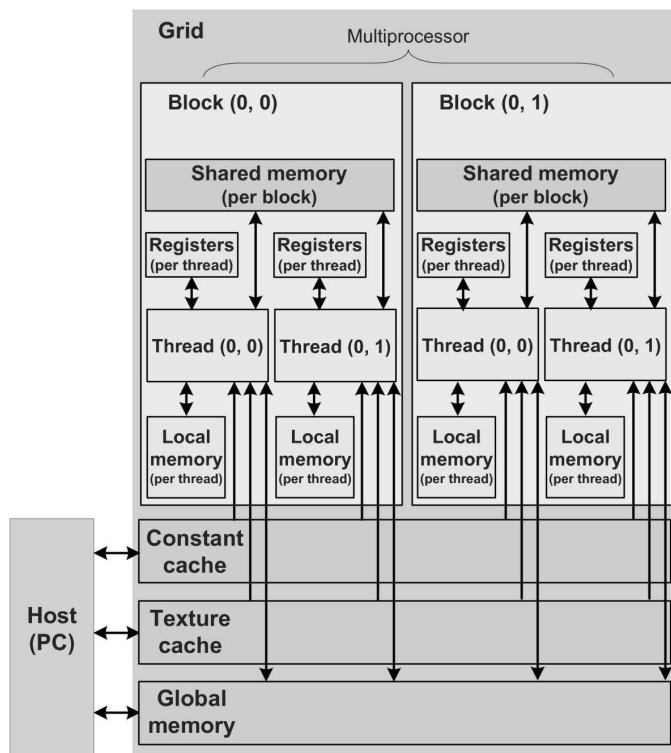 Grid
Multiprocessor
Block (0, 0)
Block (0, 1)
Shared memory
(per block)
Shared memory
(per block)
Registers
(per thread)
Registers
(per thread)
Registers
(per thread)
Registers
(per thread)
Thread (0, 0)
Thread (0, 1)
Thread (0, 0)
Thread (0, 1)
Local
memory
(per thread)
Local
memory
(per thread)
Local
memory
(per thread)
Local
memory
(per thread)
Host
(PC)
Constant
cache
Texture
cache
Global
memory